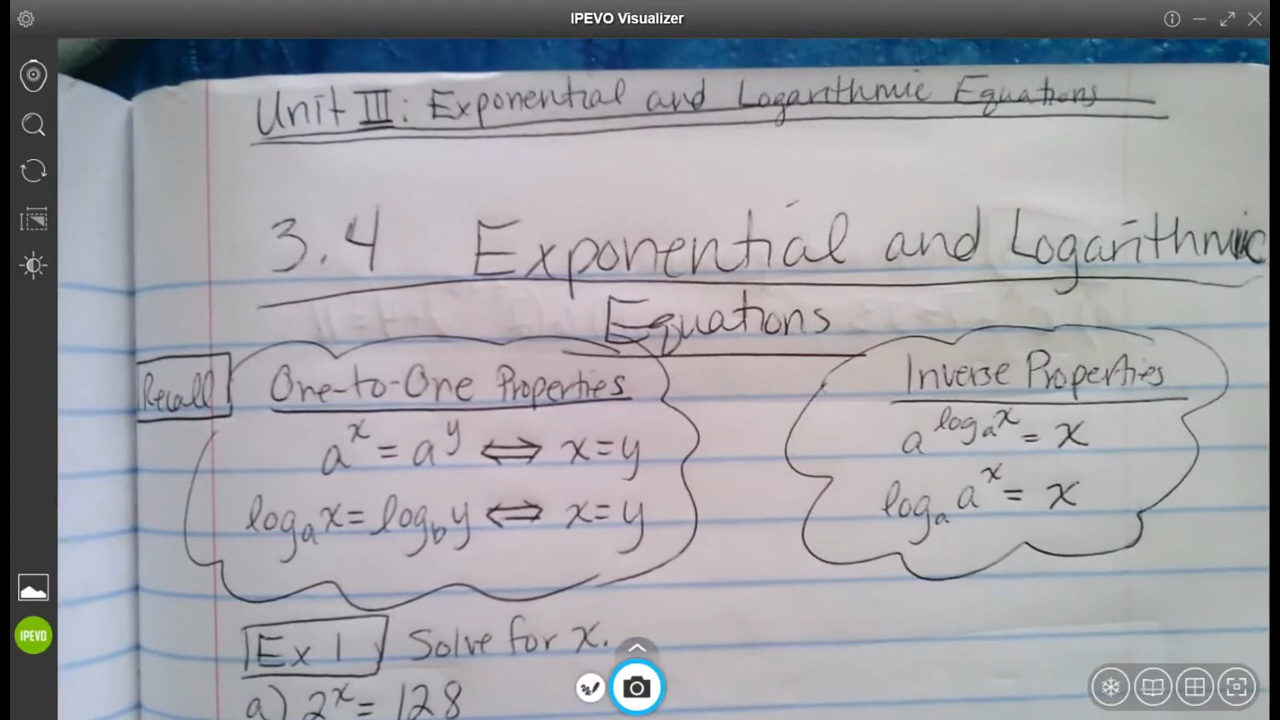 IPEVO Visualizer
Unit III: Exponential and Logarithmic Equations
3.4 Exponential and Logarithmic
Equations
Recall
One-to-One Properties
a^x = a^y ⟺ x=y
log_a x = log_b y ⟺ x=y
Inverse Properties
a^(log_a x) = x
log_a a^x = x
Ex 1 Solve for x.
a) 2^x = 128
IPEVO